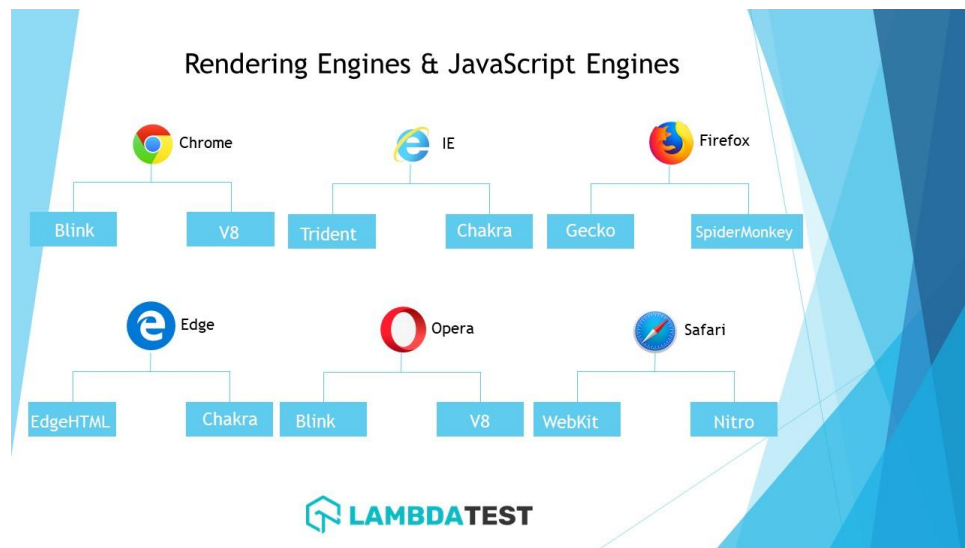 Rendering Engines & JavaScript Engines
Chrome
IE
Firefox
Blink
V8
Trident
Chakra
Gecko
SpiderMonkey
Edge
Opera
Safari
EdgeHTML
Chakra
Blink
V8
WebKit
Nitro
LAMBDATEST